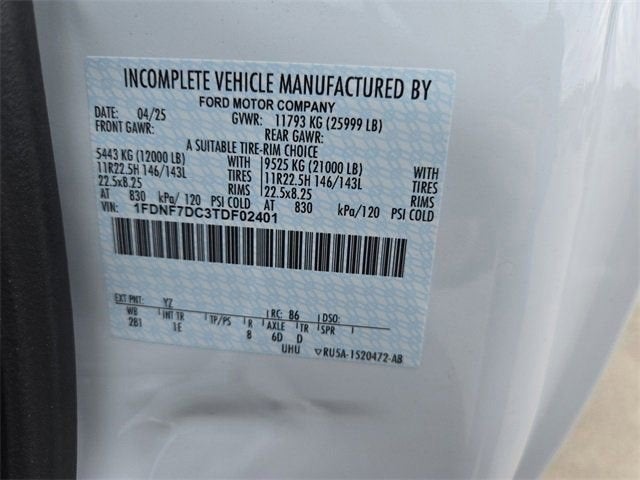 INCOMPLETE VEHICLE MANUFACTURED BY
FORD MOTOR COMPANY
DATE: 04/25 GVWR: 11793 KG (25999 LB)
FRONT GAWR: REAR GAWR:
A SUITABLE TIRE-RIM CHOICE
5443 KG (12000 LB) WITH 9525 KG (21000 LB) WITH
11R22.5H 146/143L TIRES 11R22.5H 146/143L TIRES
22.5x8.25 RIMS 22.5x8.25 RIMS
AT 830 kPa/120 PSI COLD AT 830 kPa/120 PSI COLD
VIN: 1FDNF7DC3TDF02401
EXT PNT: YZ RC: 86 DSO:
WB INT TR TP/PS R AXLE TR SPR
281 1E 8 6D D
UHU ▽RU5A-1520472-AB